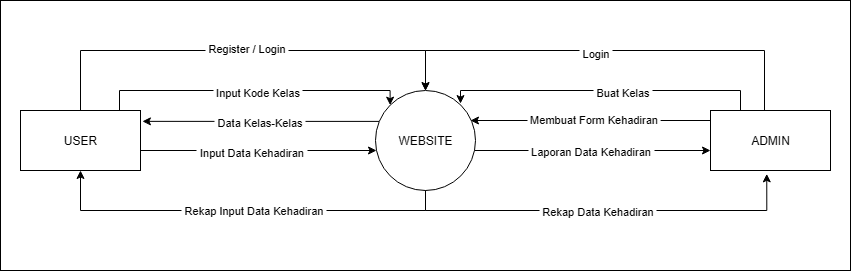 Register / Login
Login
Input Kode Kelas
Buat Kelas
USER
Data Kelas-Kelas
WEBSITE
Membuat Form Kehadiran
ADMIN
Input Data Kehadiran
Laporan Data Kehadiran
Rekap Input Data Kehadiran
Rekap Data Kehadiran